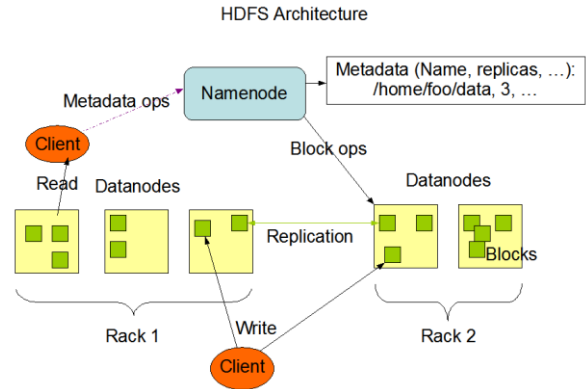 HDFS Architecture
Metadata (Name, replicas, ...):
/home/foo/data, 3, ...
Namenode
Metadata ops
Client
Block ops
Read
Datanodes
Datanodes
Replication
Blocks
Rack 1
Write
Rack 2
Client